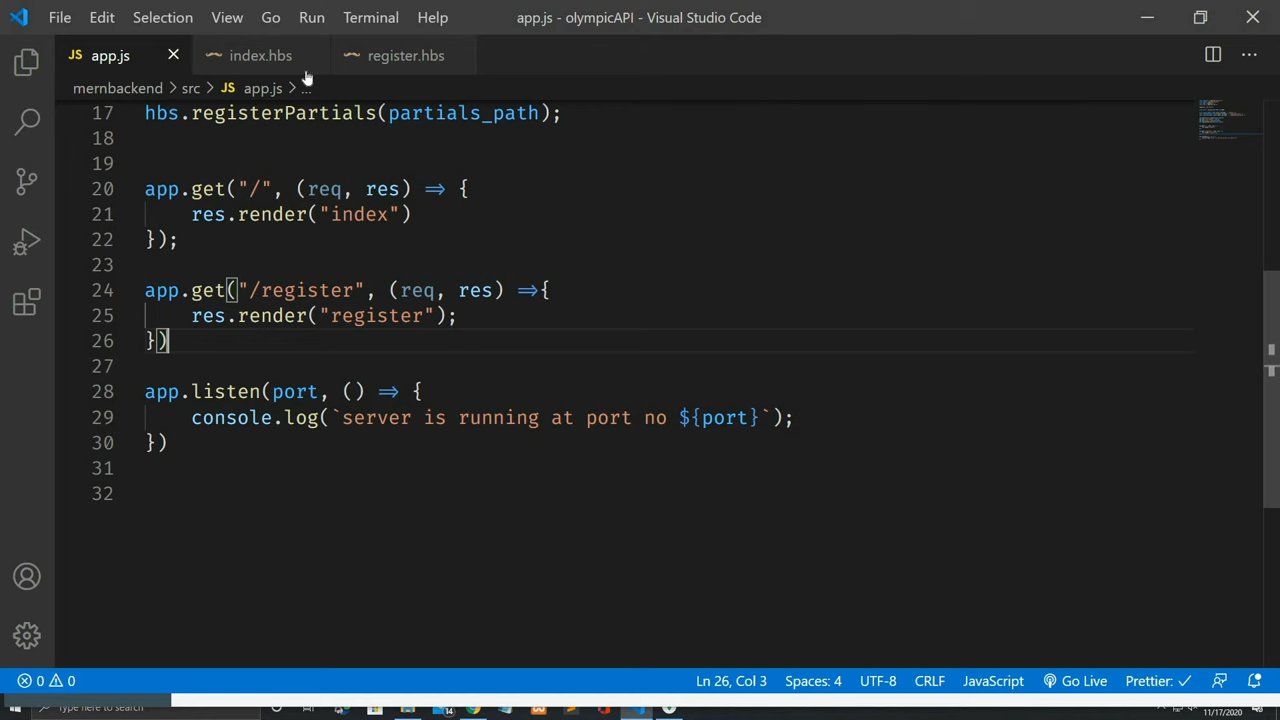 File Edit Selection View Go Run Terminal Help app.js - olympicAPI - Visual Studio Code
JS app.js index.hbs register.hbs
mernbackend > src > JS app.js > ...
17 hbs.registerPartials(partials_path);
18
19
20 app.get("/", (req, res) => {
21 res.render("index")
22 });
23
24 app.get("/register", (req, res) =>{
25 res.render("register");
26 })
27
28 app.listen(port, () => {
29 console.log(`server is running at port no ${port}`);
30 })
31
32
0 0 Ln 26, Col 3 Spaces: 4 UTF-8 CRLF JavaScript Go Live Prettier: ✓
Type here to search 14 11/17/2020